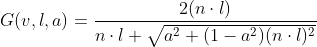 G(v, l, a) = \frac{2(n \cdot l)}{n \cdot l + \sqrt{a^2 + (1 - a^2)(n \cdot l)^2}}